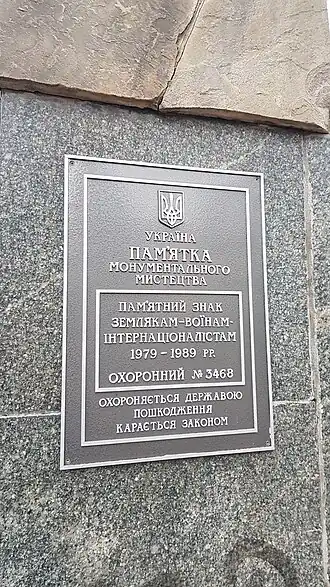 УКРАЇНА
ПАМ'ЯТКА
МОНУМЕНТАЛЬНОГО
МИСТЕЦТВА
ПАМ'ЯТНИЙ ЗНАК
ЗЕМЛЯКАМ-ВОЇНАМ-
ІНТЕРНАЦІОНАЛІСТАМ
1979 – 1989 РР.
ОХОРОННИЙ № 3468
ОХОРОНЯЄТЬСЯ ДЕРЖАВОЮ
ПОШКОДЖЕННЯ
КАРАЄТЬСЯ ЗАКОНОМ